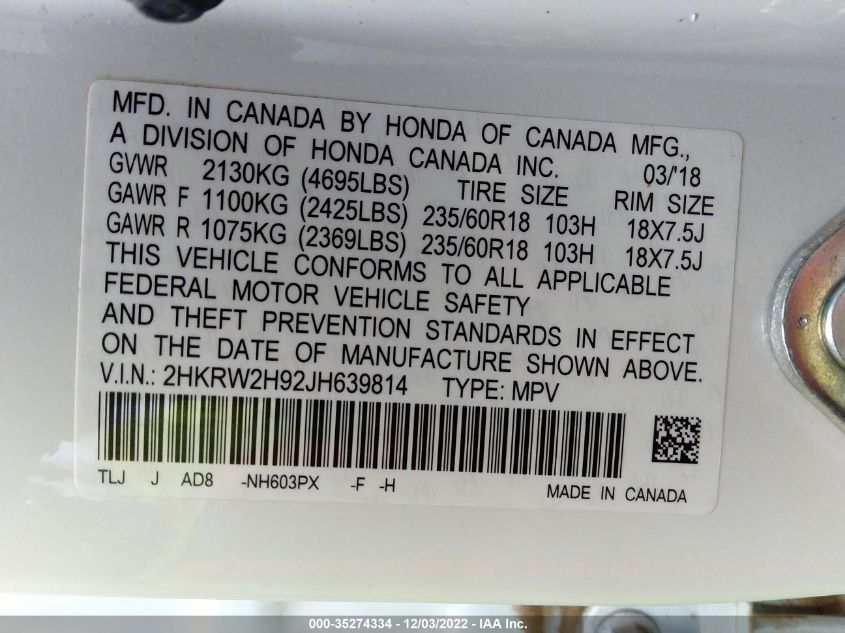 MFD. IN CANADA BY HONDA OF CANADA MFG.,
A DIVISION OF HONDA CANADA INC. 03/'18
GVWR 2130KG (4695LBS) TIRE SIZE RIM SIZE
GAWR F 1100KG (2425LBS) 235/60R18 103H 18X7.5J
GAWR R 1075KG (2369LBS) 235/60R18 103H 18X7.5J
THIS VEHICLE CONFORMS TO ALL APPLICABLE
FEDERAL MOTOR VEHICLE SAFETY
AND THEFT PREVENTION STANDARDS IN EFFECT
ON THE DATE OF MANUFACTURE SHOWN ABOVE.
V.I.N.: 2HKRW2H92JH639814 TYPE: MPV
TLJ J AD8 -NH603PX -F -H MADE IN CANADA
000-35274334 - 12/03/2022 - IAA Inc.